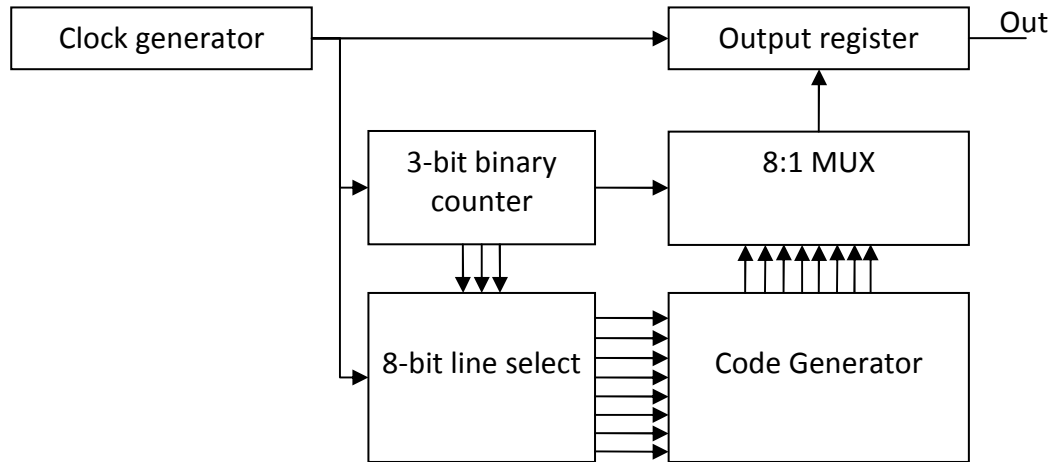 Clock generator
Output register
Out
3-bit binary
counter
8:1 MUX
8-bit line select
Code Generator